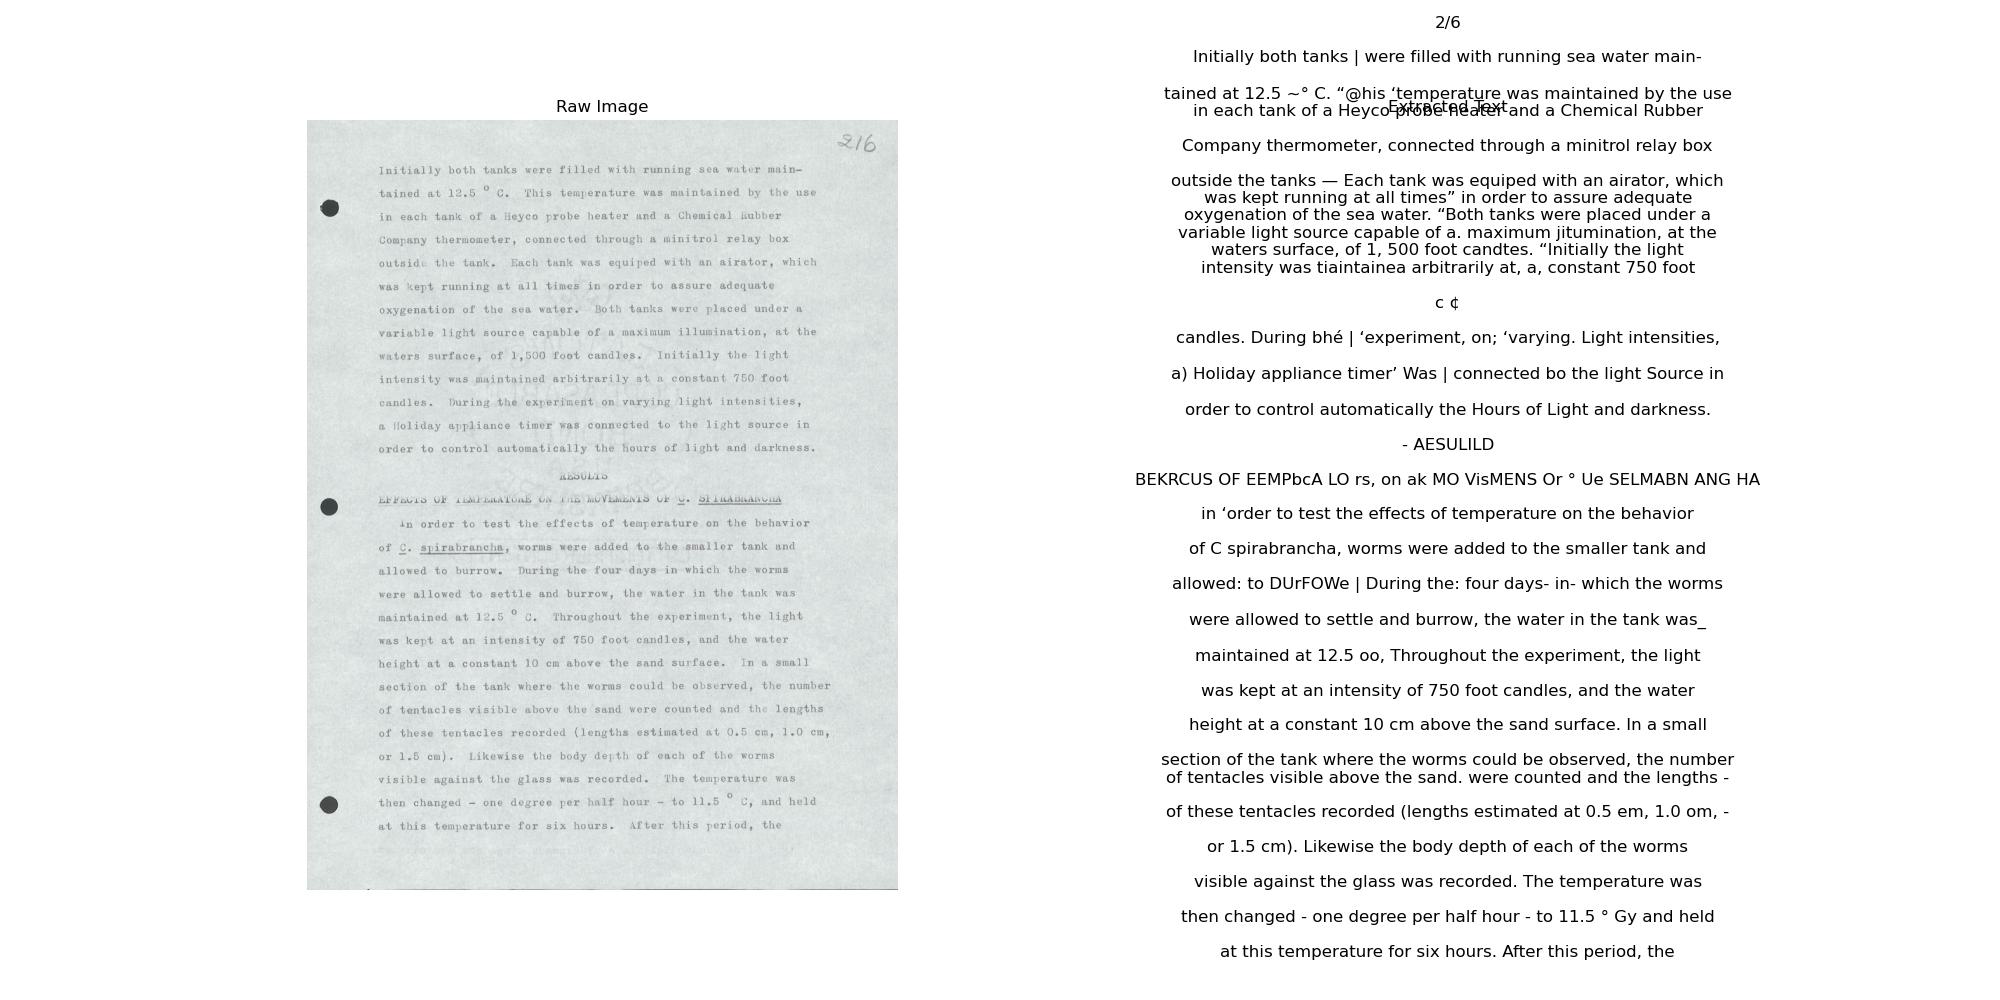 Raw Image
216
Initially both tanks were filled with running sea water main-
tained at 12.5 ° C. This temperature was maintained by the use
in each tank of a Heyco probe heater and a Chemical Rubber
Company thermometer, connected through a minitrol relay box
outside the tank. Each tank was equiped with an airator, which
was kept running at all times in order to assure adequate
oxygenation of the sea water. Both tanks were placed under a
variable light source capable of a maximum illumination, at the
waters surface, of 1,500 foot candles. Initially the light
intensity was maintained arbitrarily at a constant 750 foot
candles. During the experiment on varying light intensities,
a Holiday appliance timer was connected to the light source in
order to control automatically the hours of light and darkness.
RESULTS
EFFECTS OF TEMPERATURE ON THE MOVEMENTS OF C. SPIRABRANCHA
In order to test the effects of temperature on the behavior
of C. spirabrancha, worms were added to the smaller tank and
allowed to burrow. During the four days in which the worms
were allowed to settle and burrow, the water in the tank was
maintained at 12.5 ° C. Throughout the experiment, the light
was kept at an intensity of 750 foot candles, and the water
height at a constant 10 cm above the sand surface. In a small
section of the tank where the worms could be observed, the number
of tentacles visible above the sand were counted and the lengths
of these tentacles recorded (lengths estimated at 0.5 cm, 1.0 cm,
or 1.5 cm). Likewise the body depth of each of the worms
visible against the glass was recorded. The temperature was
then changed - one degree per half hour - to 11.5 ° C, and held
at this temperature for six hours. After this period, the
2/6
Initially both tanks | were filled with running sea water main-
tained at 12.5 ~° C. “@his ‘temperature was maintained by the use
Extracted Text
in each tank of a Heyco probe heater and a Chemical Rubber
Company thermometer, connected through a minitrol relay box
outside the tanks — Each tank was equiped with an airator, which
was kept running at all times” in order to assure adequate
oxygenation of the sea water. “Both tanks were placed under a
variable light source capable of a. maximum jitumination, at the
waters surface, of 1, 500 foot candtes. “Initially the light
intensity was tiaintainea arbitrarily at, a, constant 750 foot
c ¢
candles. During bhé | ‘experiment, on; ‘varying. Light intensities,
a) Holiday appliance timer’ Was | connected bo the light Source in
order to control automatically the Hours of Light and darkness.
- AESULILD
BEKRCUS OF EEMPbcA LO rs, on ak MO VisMENS Or ° Ue SELMABN ANG HA
in ‘order to test the effects of temperature on the behavior
of C spirabrancha, worms were added to the smaller tank and
allowed: to DUrFOWe | During the: four days- in- which the worms
were allowed to settle and burrow, the water in the tank was_
maintained at 12.5 oo, Throughout the experiment, the light
was kept at an intensity of 750 foot candles, and the water
height at a constant 10 cm above the sand surface. In a small
section of the tank where the worms could be observed, the number
of tentacles visible above the sand. were counted and the lengths -
of these tentacles recorded (lengths estimated at 0.5 em, 1.0 om, -
or 1.5 cm). Likewise the body depth of each of the worms
visible against the glass was recorded. The temperature was
then changed - one degree per half hour - to 11.5 ° Gy and held
at this temperature for six hours. After this period, the